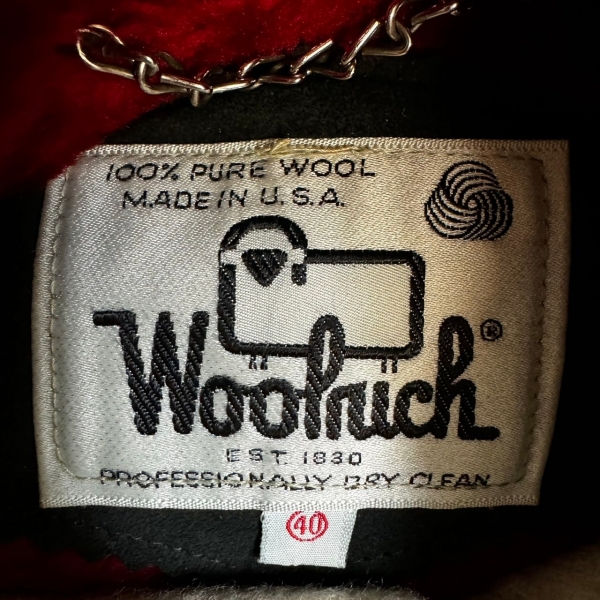 100% PURE WOOL
MADE IN U.S.A.
Woolrich®
EST. 1830
PROFESSIONALLY DRY CLEAN
40